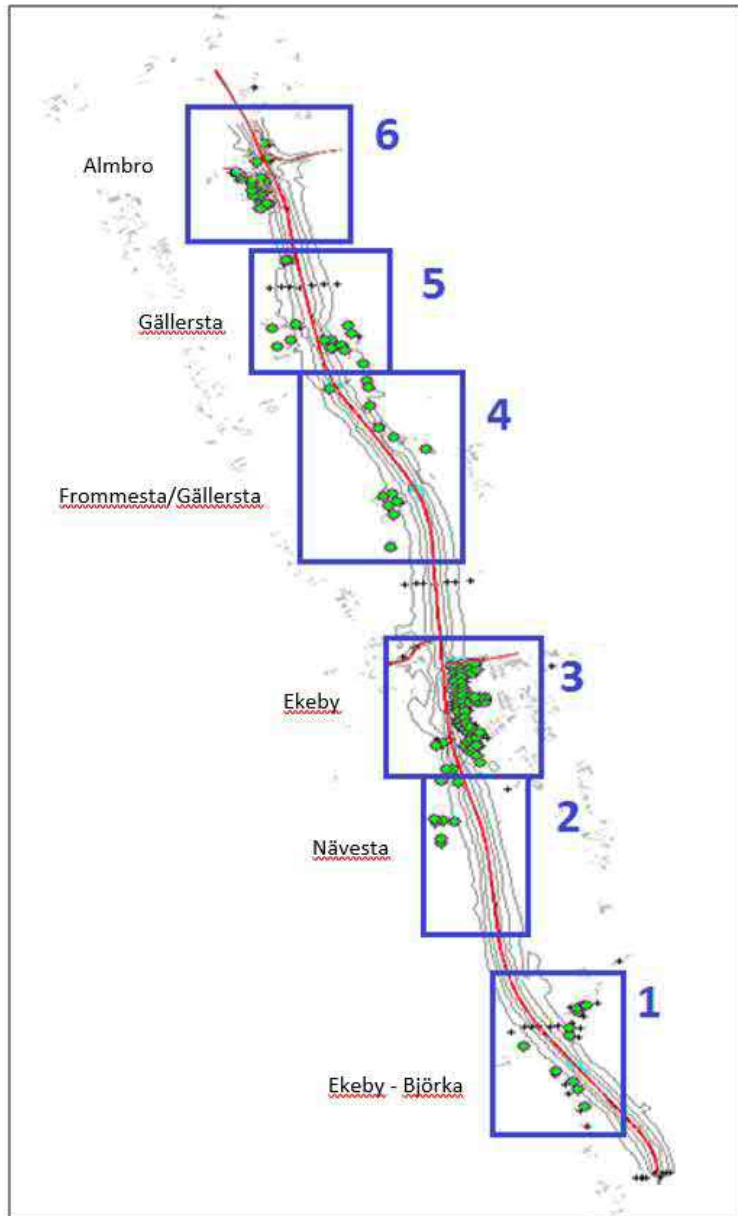 6
Almbro
5
Gällersta
4
Frommesta/Gällersta
3
Ekeby
2
Nävesta
1
Ekeby - Björka